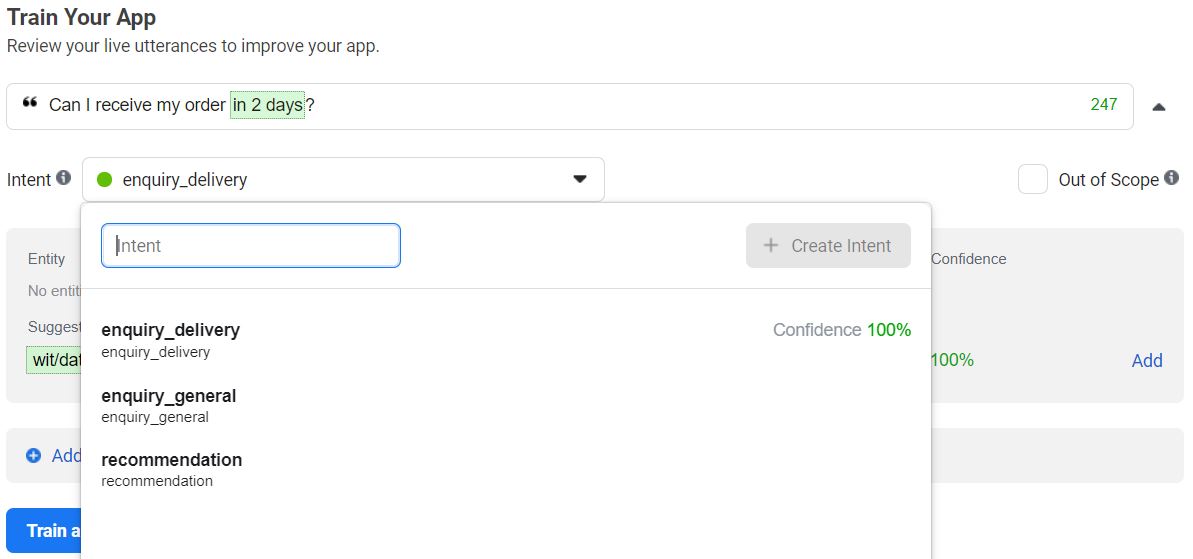 Train Your App
Review your live utterances to improve your app.
❝ Can I receive my order in 2 days? 247
Intent enquiry_delivery Out of Scope
Intent + Create Intent
Entity Confidence
No entit
enquiry_delivery Confidence 100%
Suggest
enquiry_delivery
wit/dat 100% Add
enquiry_general
enquiry_general
Add
recommendation
recommendation
Train a